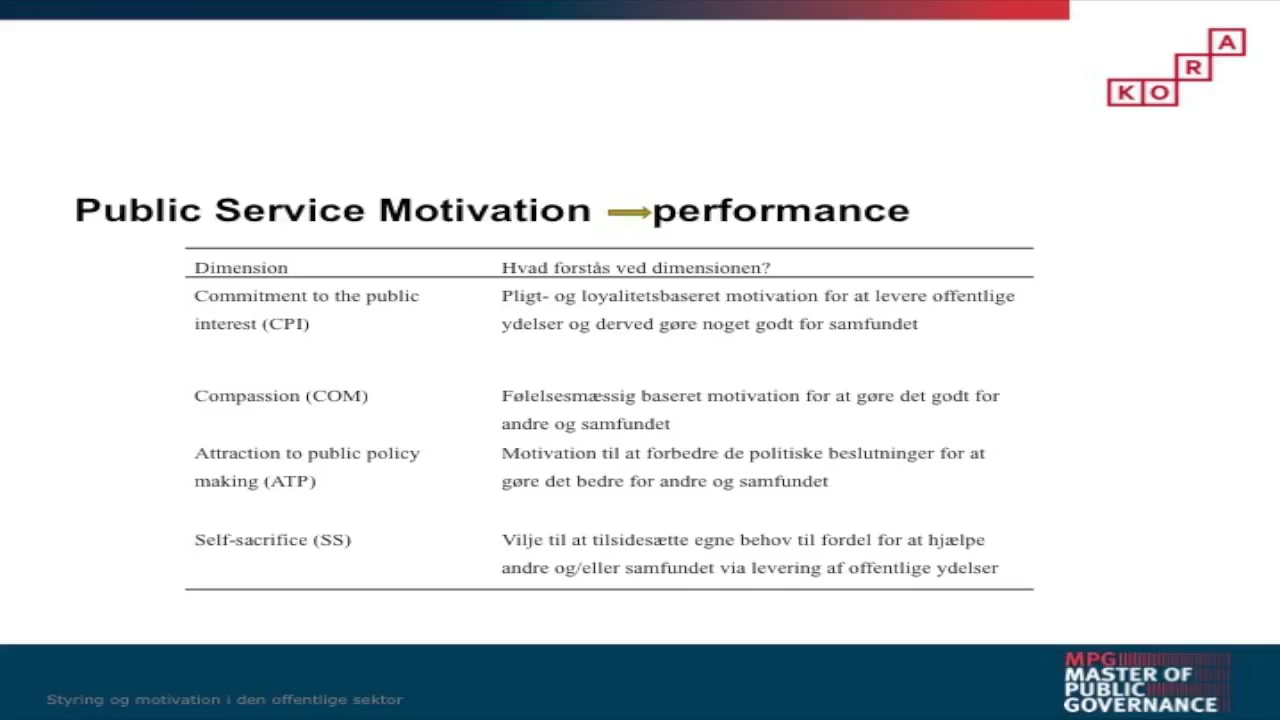 KORA
Public Service Motivation ⇒performance
Dimension Hvad forstås ved dimensionen?
Commitment to the public Pligt- og loyalitetsbaseret motivation for at levere offentlige
interest (CPI) ydelser og derved gøre noget godt for samfundet
Compassion (COM) Følelsesmæssig baseret motivation for at gøre det godt for
andre og samfundet
Attraction to public policy Motivation til at forbedre de politiske beslutninger for at
making (ATP) gøre det bedre for andre og samfundet
Self-sacrifice (SS) Vilje til at tilsidesætte egne behov til fordel for at hjælpe
andre og/eller samfundet via levering af offentlige ydelser
Styring og motivation i den offentlige sektor
MPG
MASTER OF
PUBLIC
GOVERNANCE